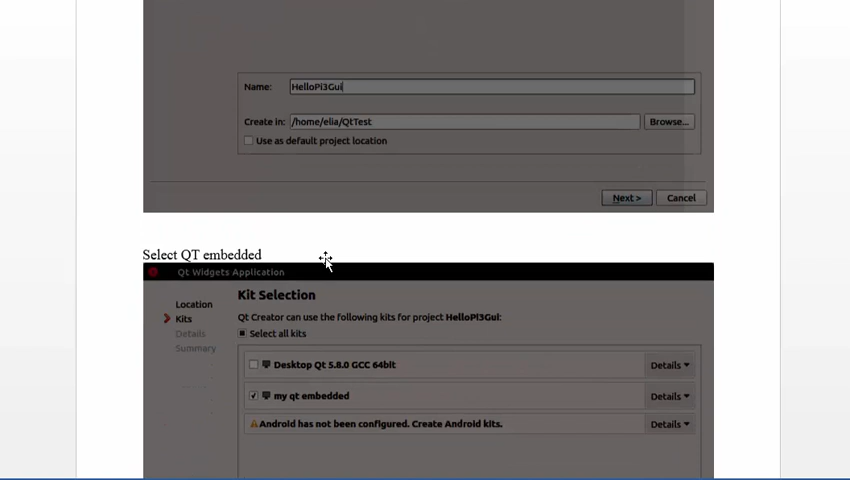 Name: HelloPi3Gui
Create in: /home/elia/QtTest Browse...
Use as default project location
Next > Cancel
Select QT embedded
Qt Widgets Application
Location
Kits
Details
Summary
Kit Selection
Qt Creator can use the following kits for project HelloPi3Gui:
Select all kits
Desktop Qt 5.8.0 GCC 64bit Details
my qt embedded Details
Android has not been configured. Create Android kits. Details